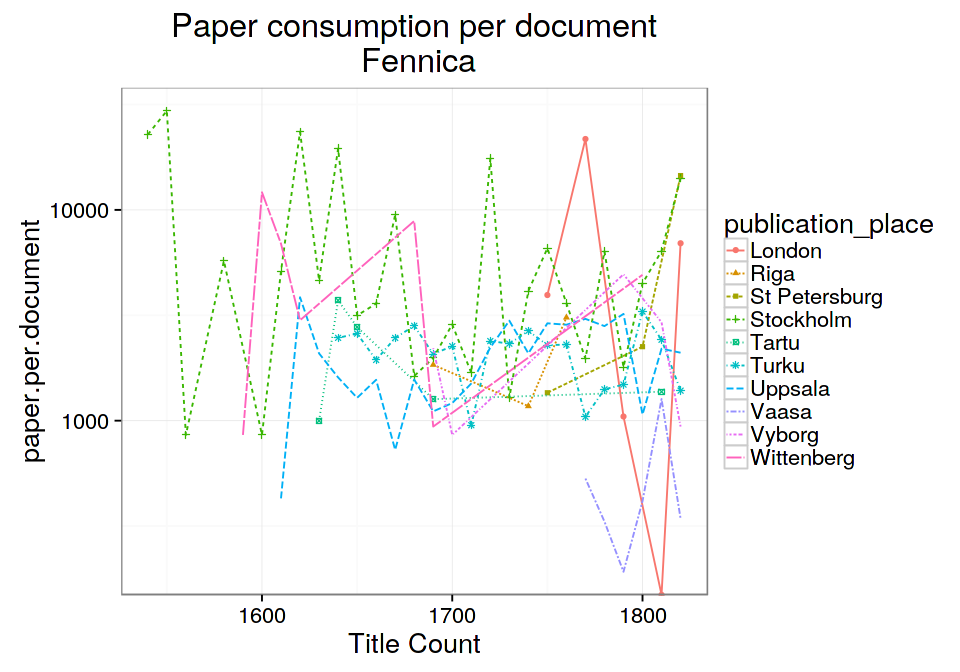 Paper consumption per document
Fennica
paper.per.document
10000
1000
1600
1700
1800
Title Count
publication_place
London
Riga
St Petersburg
Stockholm
Tartu
Turku
Uppsala
Vaasa
Vyborg
Wittenberg